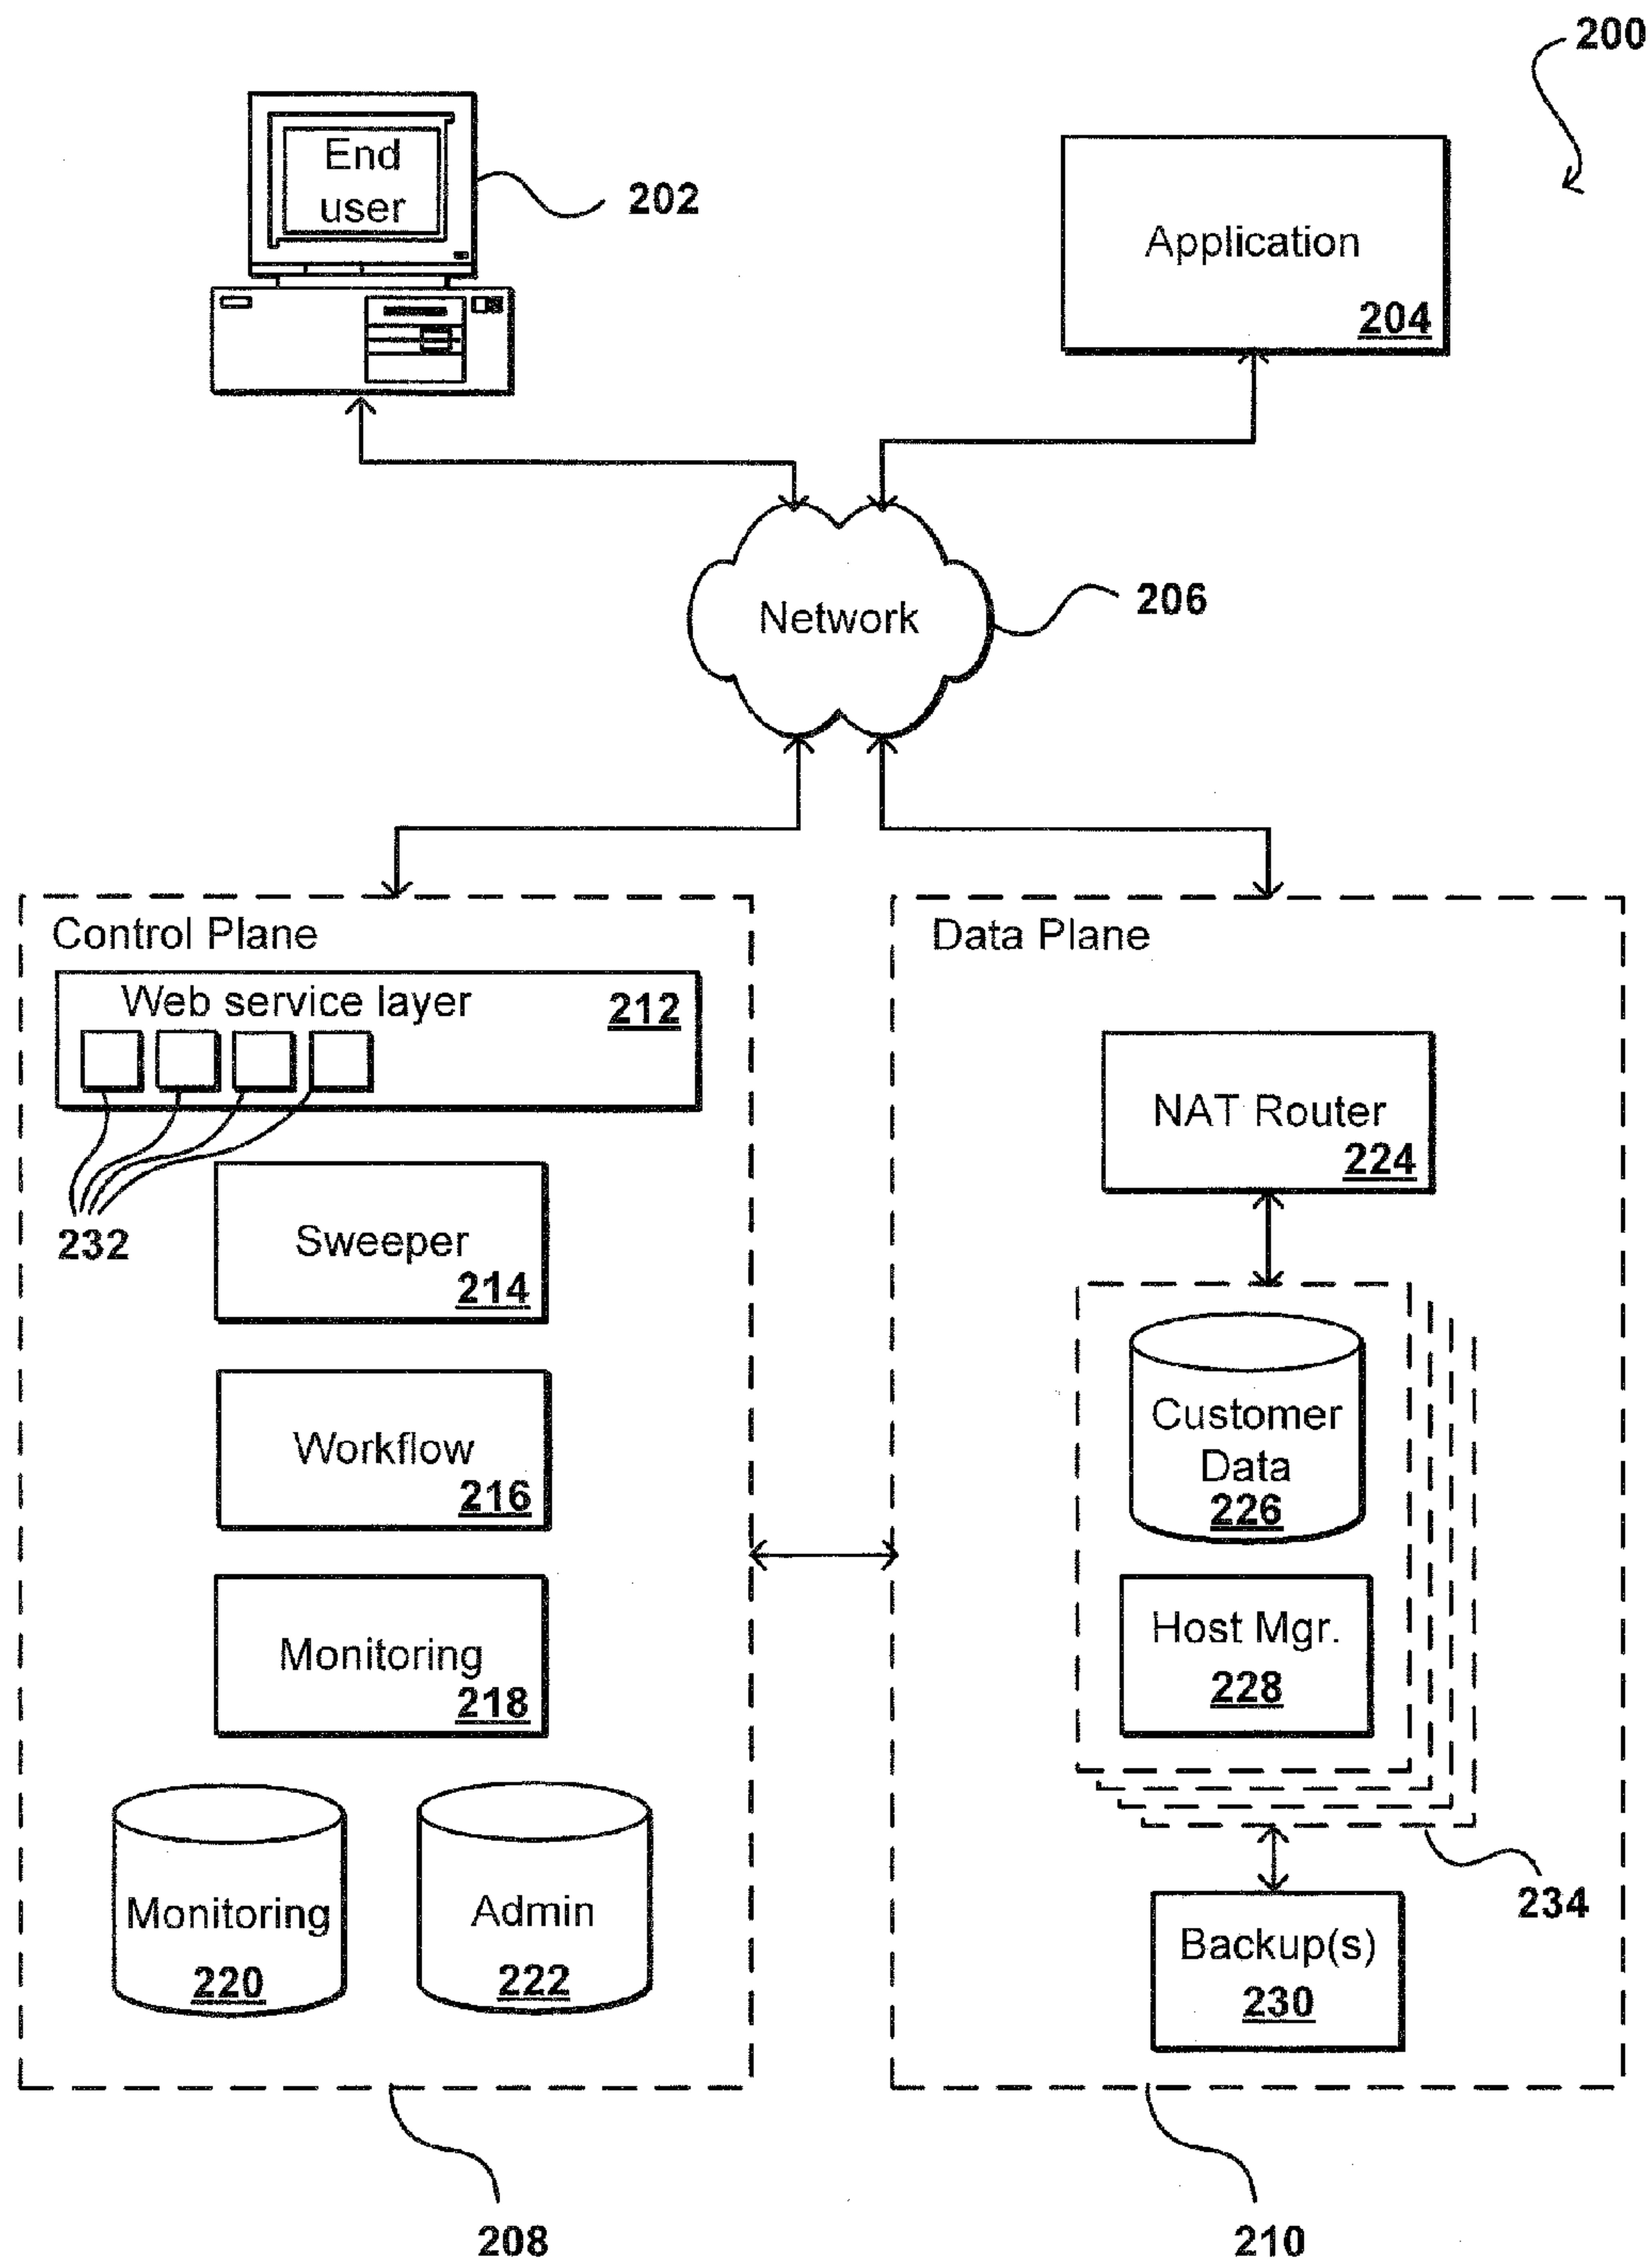 200
End
user
202
Application
204
Network
206
Control Plane
Web service layer
212
232
Sweeper
214
Workflow
216
Monitoring
218
Monitoring
220
Admin
222
208
Data Plane
NAT Router
224
Customer
Data
226
Host Mgr.
228
234
Backup(s)
230
210